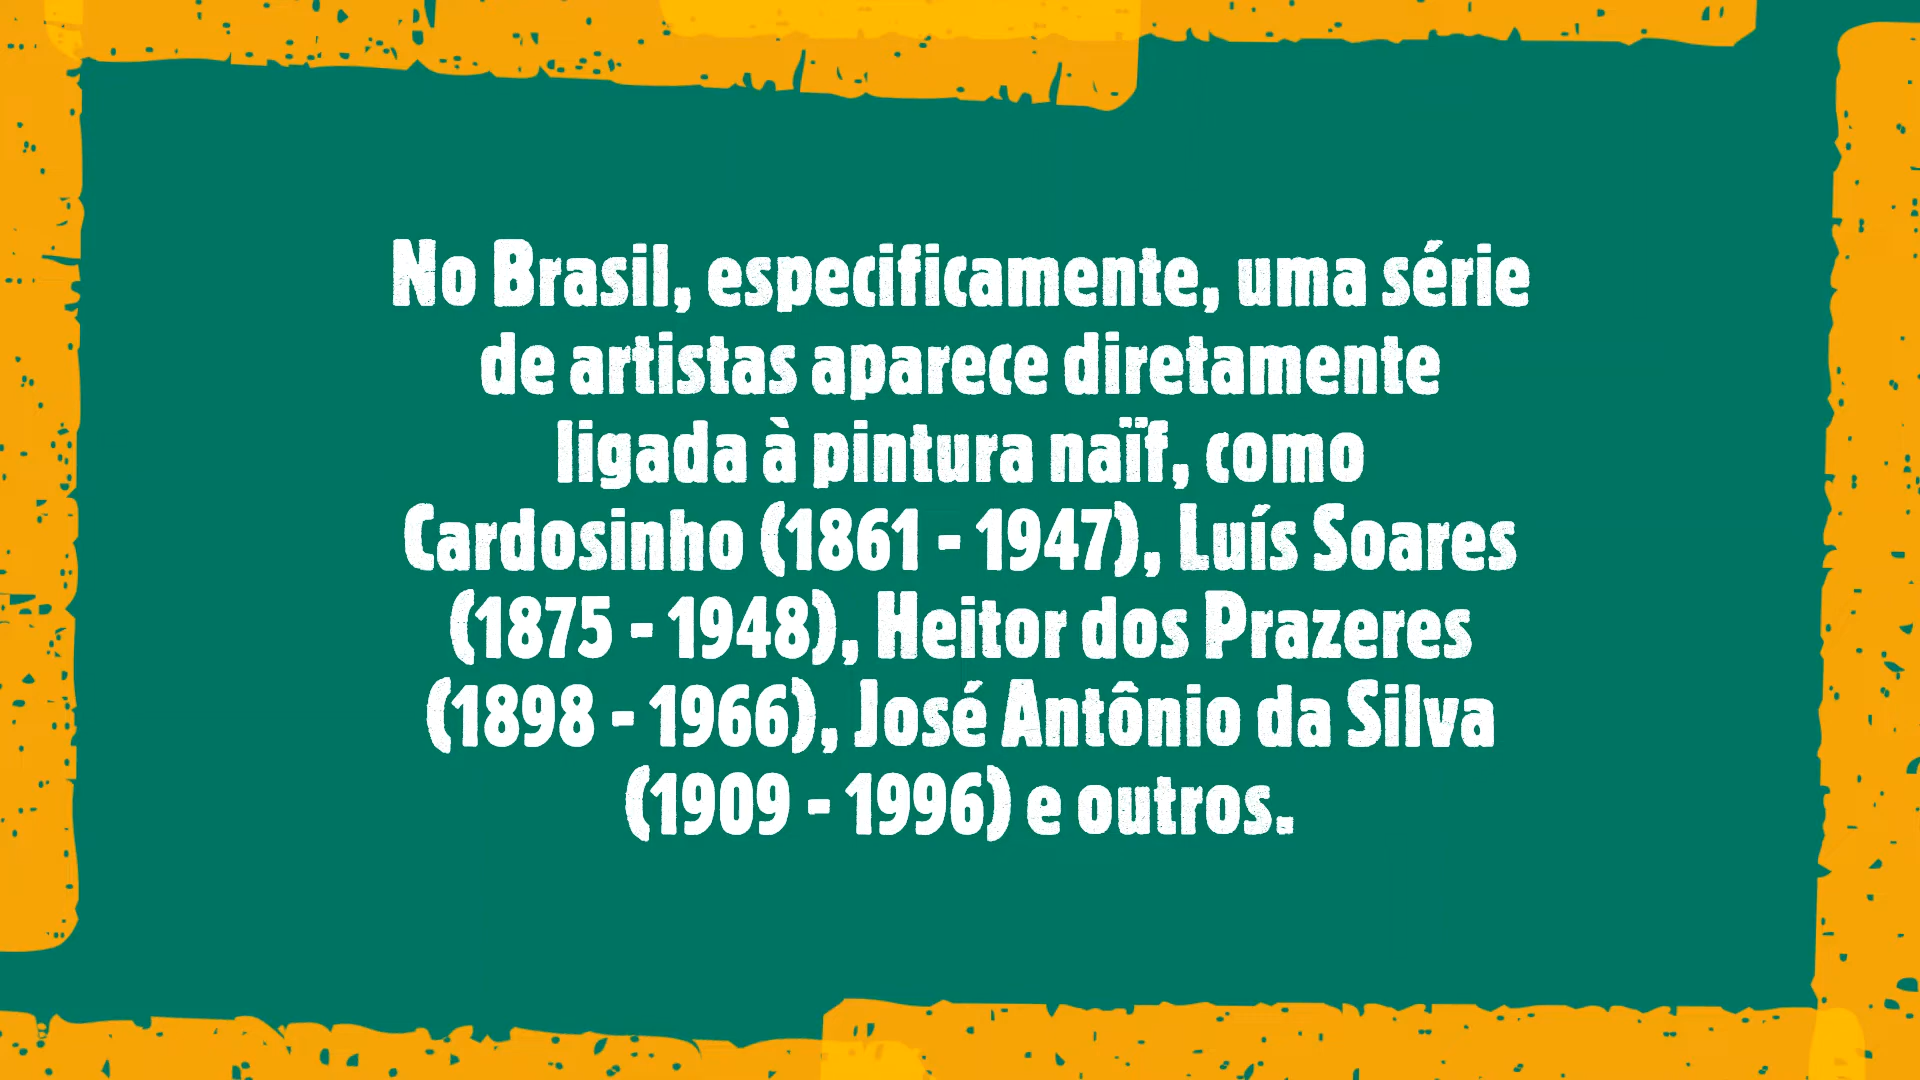 No Brasil, especificamente, uma série
de artistas aparece diretamente
ligada à pintura naïf, como
Cardosinho (1861 - 1947), Luís Soares
(1875 - 1948), Heitor dos Prazeres
(1898 - 1966), José Antônio da Silva
(1909 - 1996) e outros.